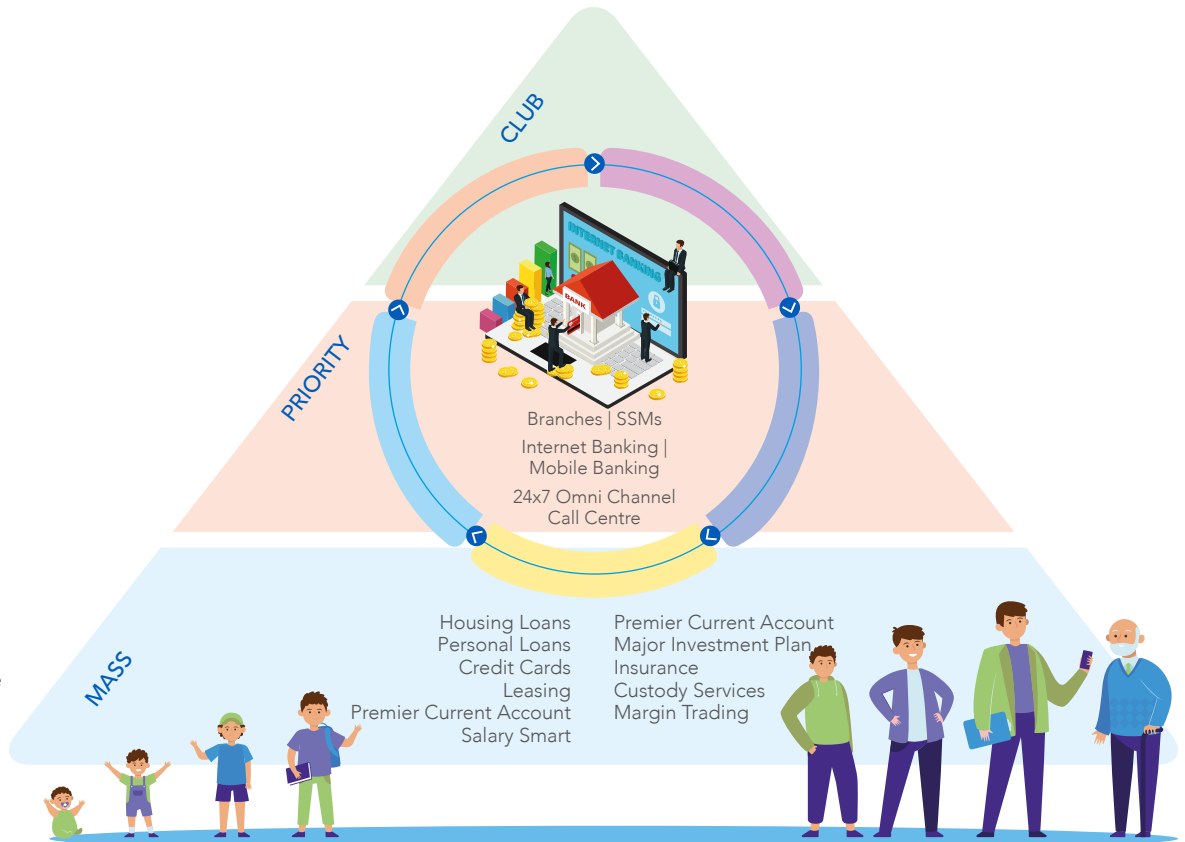 CLUB
INTERNET BANKING
BANK
PRIORITY
Branches | SSMs
Internet Banking |
Mobile Banking
24x7 Omni Channel
Call Centre
MASS
Housing Loans
Personal Loans
Credit Cards
Leasing
Premier Current Account
Salary Smart
Premier Current Account
Major Investment Plan
Insurance
Custody Services
Margin Trading